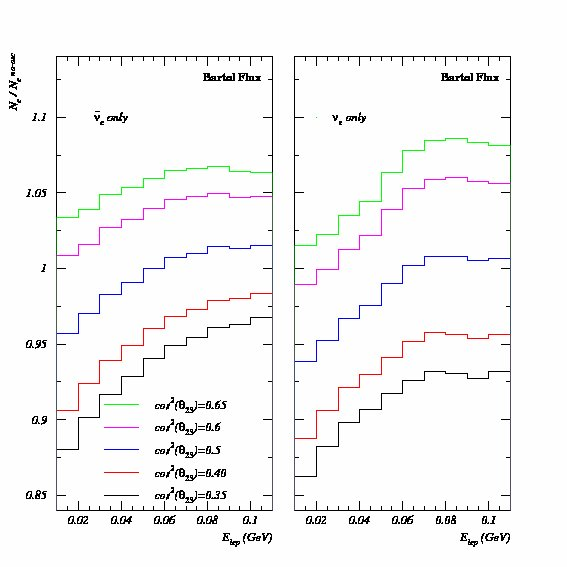 N_e / N_e^no-osc
Bartol Flux
ν̄_e only
1.1
1.05
1
0.95
0.9
0.85
cos²(θ₂₃)=0.65
cos²(θ₂₃)=0.6
cos²(θ₂₃)=0.5
cos²(θ₂₃)=0.40
cos²(θ₂₃)=0.35
0.02 0.04 0.06 0.08 0.1
E_lep (GeV)
Bartol Flux
ν_e only
0.02 0.04 0.06 0.08 0.1
E_lep (GeV)